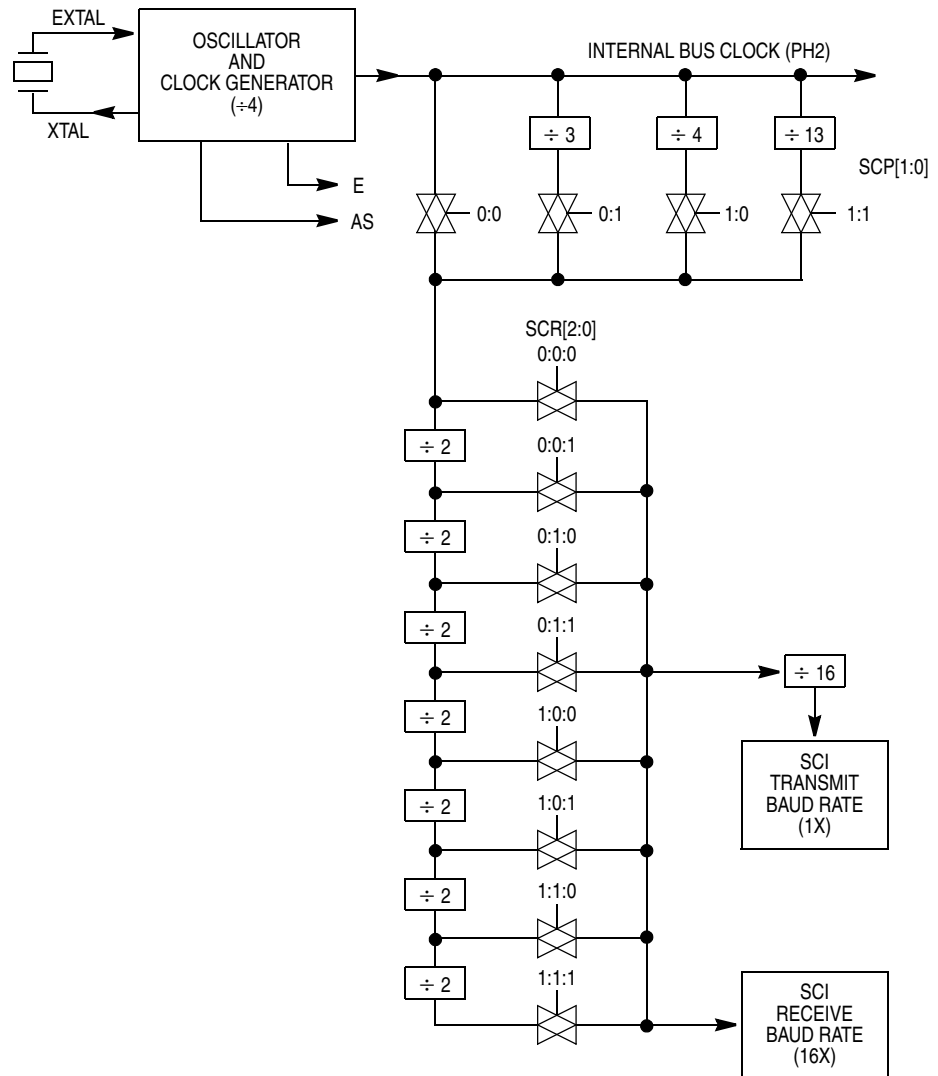 EXTAL
XTAL
OSCILLATOR
AND
CLOCK GENERATOR
(÷4)
E
AS
INTERNAL BUS CLOCK (PH2)
÷ 3
÷ 4
÷ 13
SCP[1:0]
0:0
0:1
1:0
1:1
SCR[2:0]
0:0:0
÷ 2
0:0:1
÷ 2
0:1:0
÷ 2
0:1:1
÷ 16
÷ 2
1:0:0
SCI
TRANSMIT
BAUD RATE
(1X)
÷ 2
1:0:1
÷ 2
1:1:0
÷ 2
1:1:1
SCI
RECEIVE
BAUD RATE
(16X)